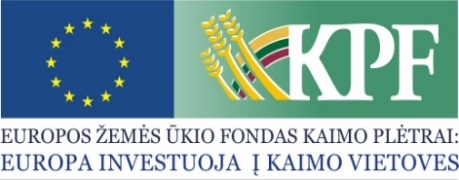 KPF
EUROPOS ŽEMĖS ŪKIO FONDAS KAIMO PLĖTRAI:
EUROPA INVESTUOJA Į KAIMO VIETOVES